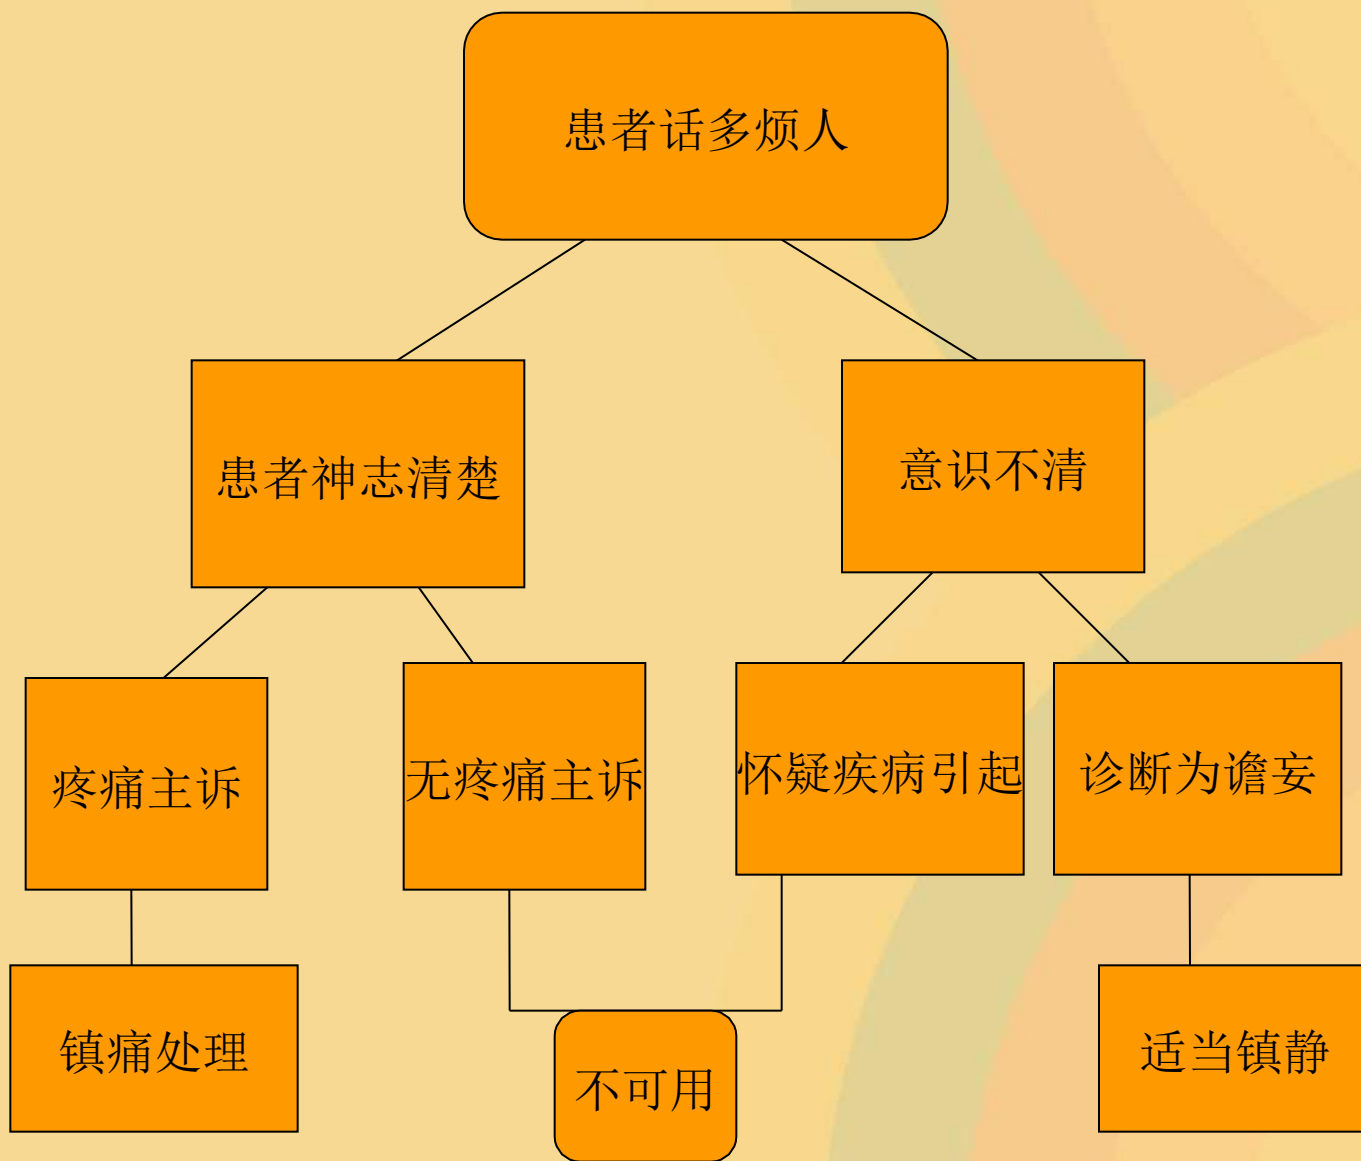 患者话多烦人
患者神志清楚
意识不清
疼痛主诉
无疼痛主诉
怀疑疾病引起
诊断为谵妄
镇痛处理
不可用
适当镇静